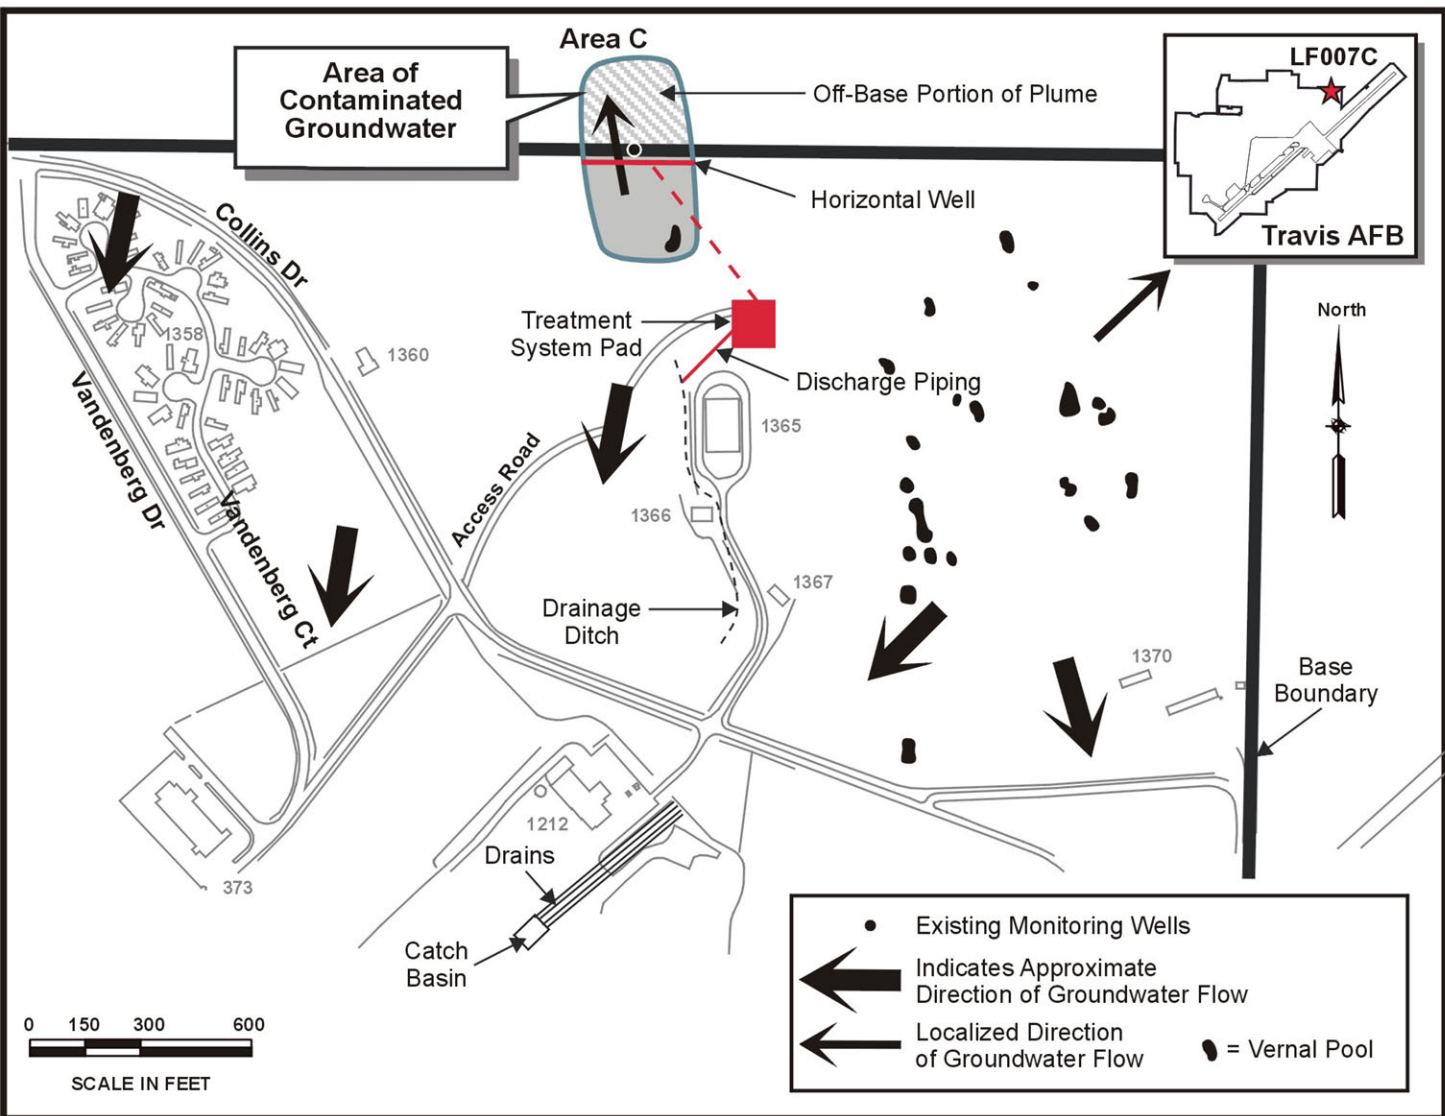 Area C
Area of
Contaminated
Groundwater
Off-Base Portion of Plume
LF007C
Travis AFB
Horizontal Well
Collins Dr
1358
1360
Treatment
System Pad
North
Discharge Piping
Vandenberg Dr
1365
Access Road
Vandenberg Ct
1366
1367
Drainage
Ditch
1370
Base
Boundary
1212
Drains
373
Catch
Basin
Existing Monitoring Wells
Indicates Approximate
Direction of Groundwater Flow
Localized Direction
of Groundwater Flow
= Vernal Pool
0 150 300 600
SCALE IN FEET